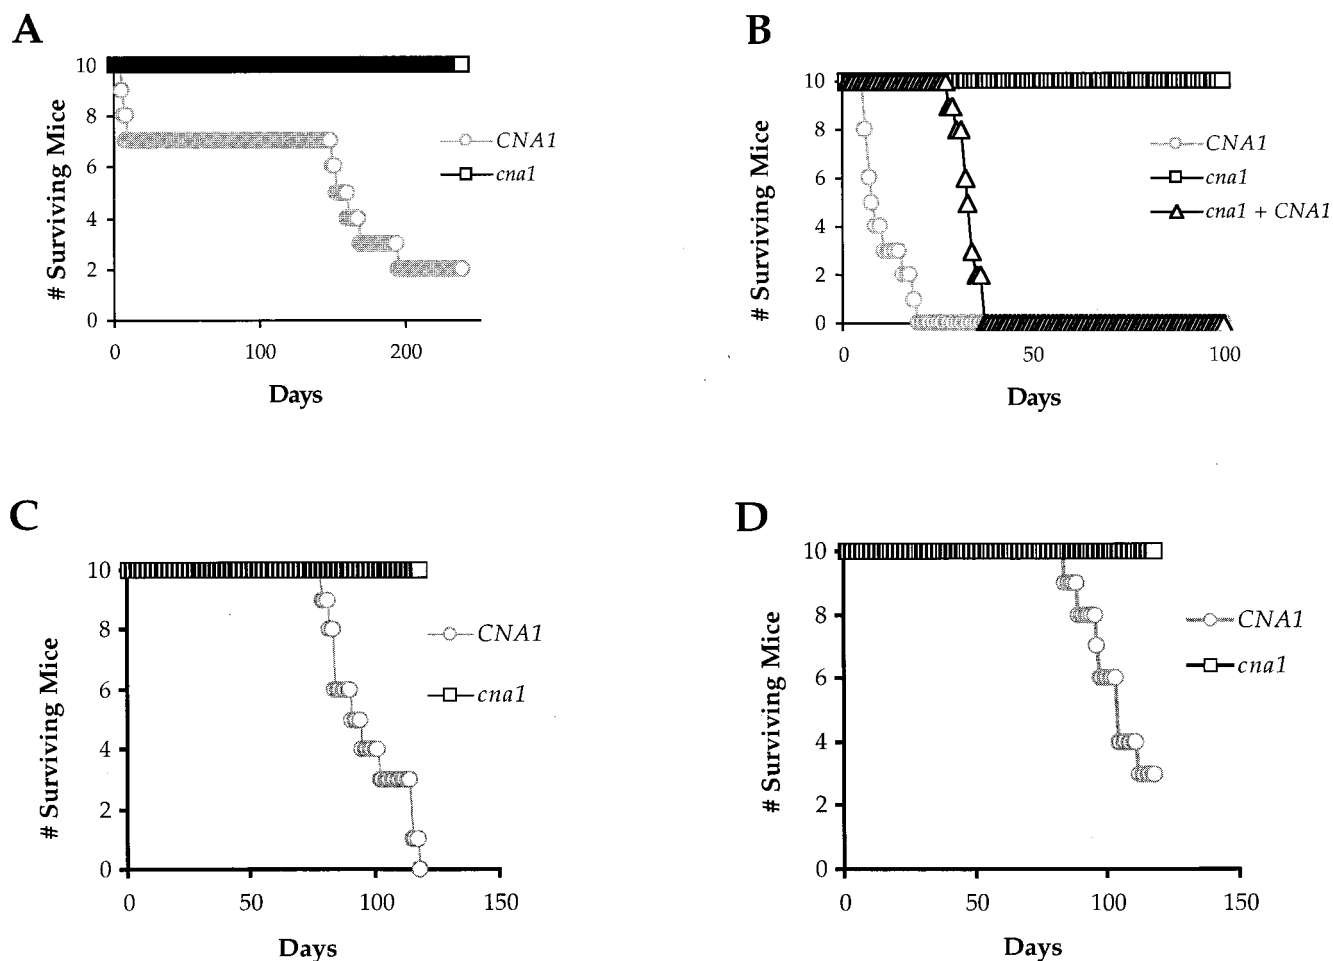 A
10
8
6
4
2
0
# Surviving Mice
0 100 200
Days
CNA1
cna1
B
10
8
6
4
2
0
# Surviving Mice
0 50 100
Days
CNA1
cna1
cna1 + CNA1
C
10
8
6
4
2
0
# Surviving Mice
0 50 100 150
Days
CNA1
cna1
D
10
8
6
4
2
0
# Surviving Mice
0 50 100 150
Days
CNA1
cna1